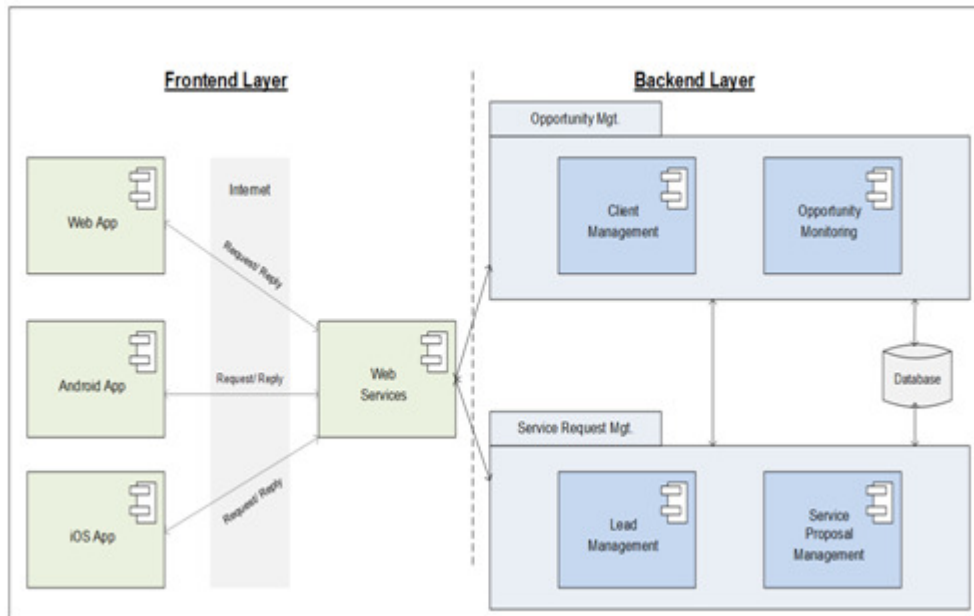 Frontend Layer
Backend Layer
Opportunity Mgt.
Internet
Web App
Client
Management
Opportunity
Monitoring
Request/ Reply
Android App
Request/ Reply
Web
Services
Database
Service Request Mgt.
iOS App
Request/ Reply
Lead
Management
Service
Proposal
Management